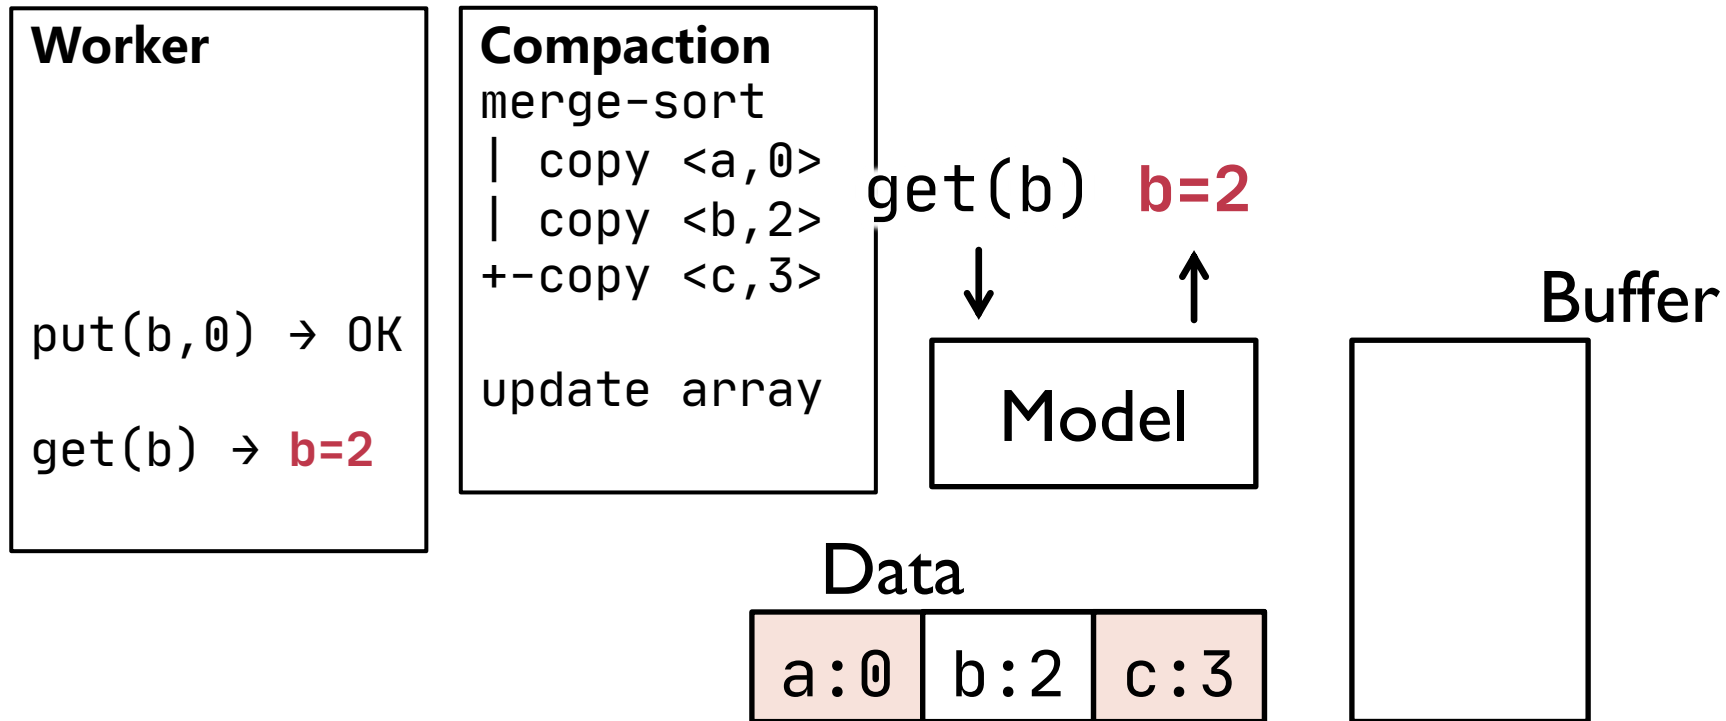 Worker
put(b,0) → OK
get(b) → b=2
Compaction
merge-sort
| copy <a,0>
| copy <b,2>
+-copy <c,3>
update array
get(b) b=2
Model
Buffer
Data
a:0 b:2 c:3